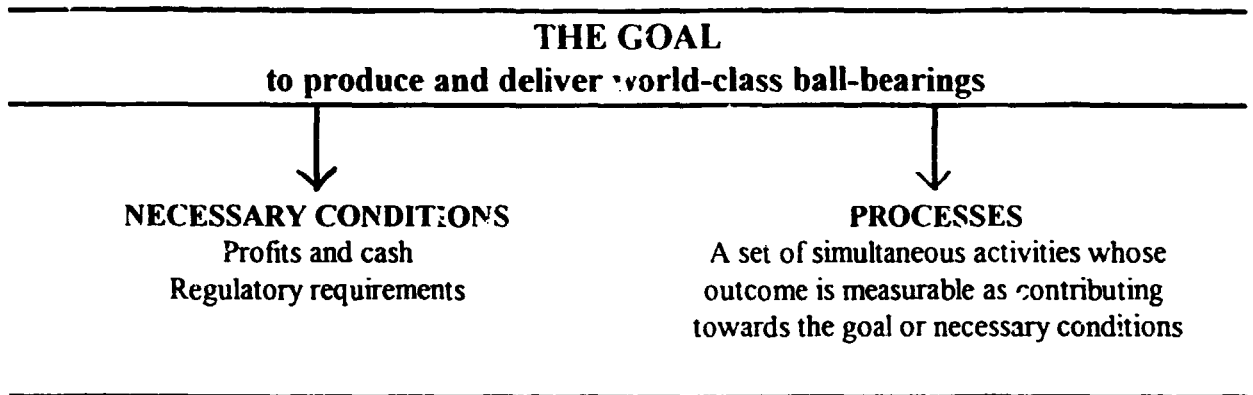 THE GOAL
to produce and deliver world-class ball-bearings
NECESSARY CONDITIONS
Profits and cash
Regulatory requirements
PROCESSES
A set of simultaneous activities whose
outcome is measurable as contributing
towards the goal or necessary conditions